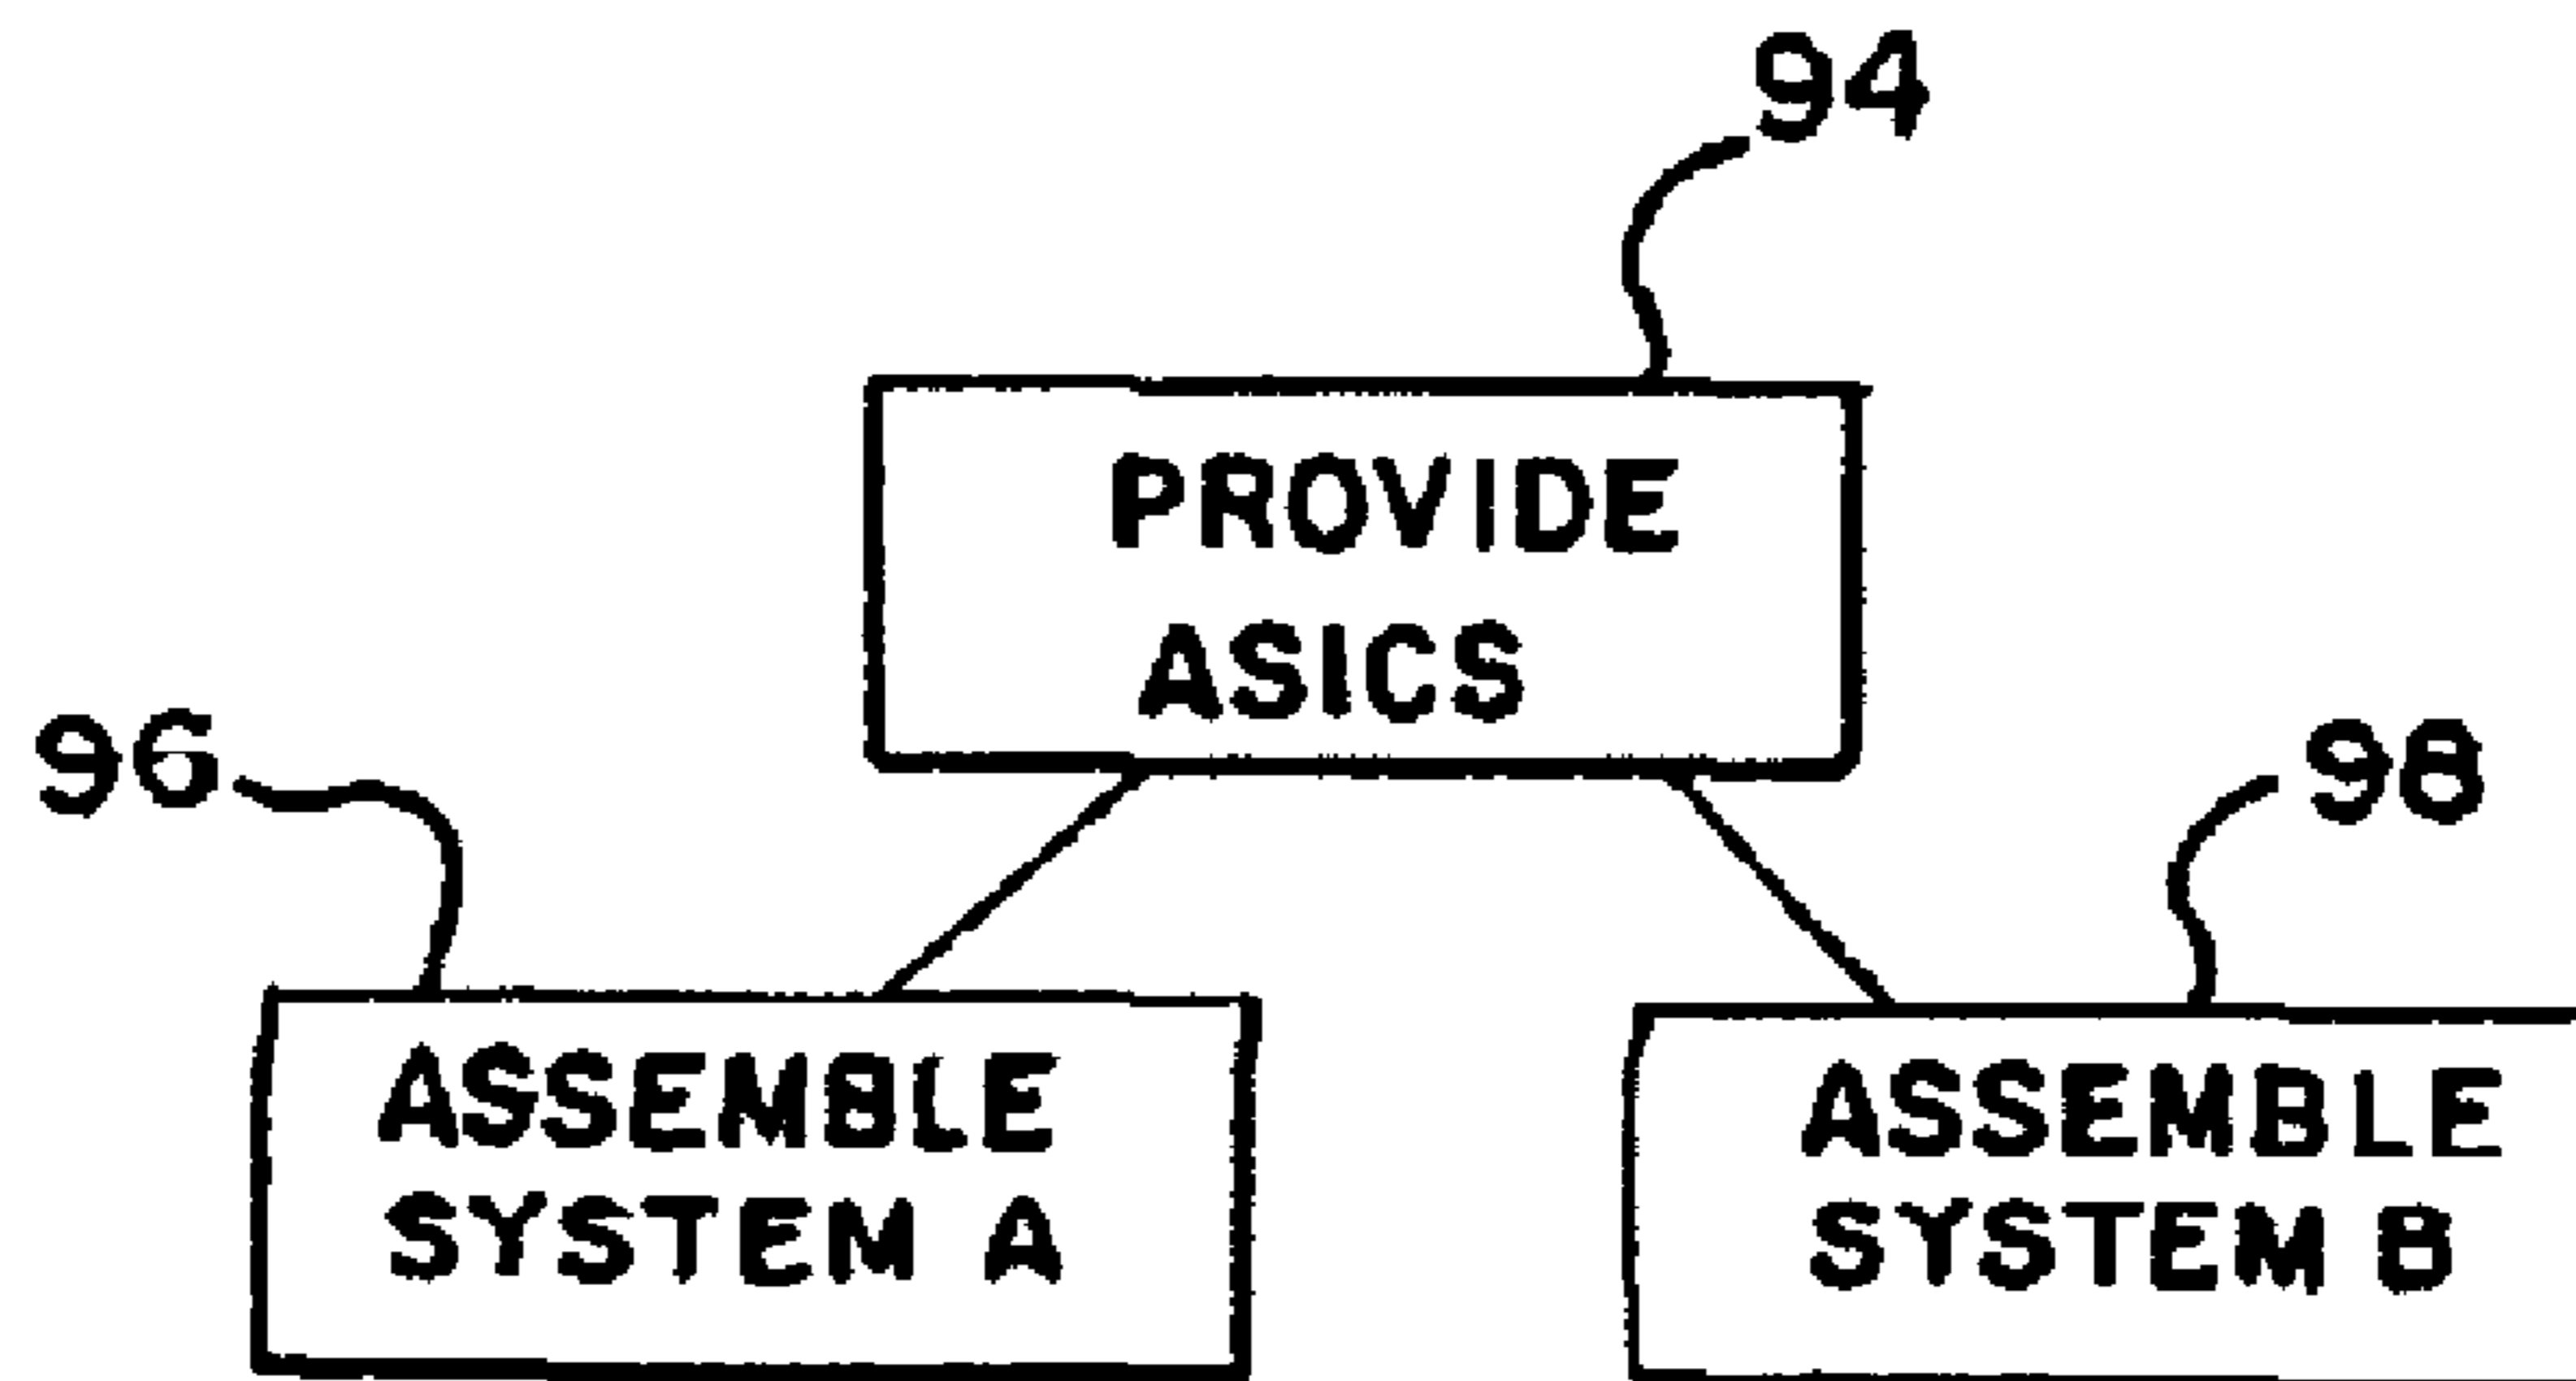 94
PROVIDE
ASICS
96
98
ASSEMBLE
SYSTEM A
ASSEMBLE
SYSTEM B